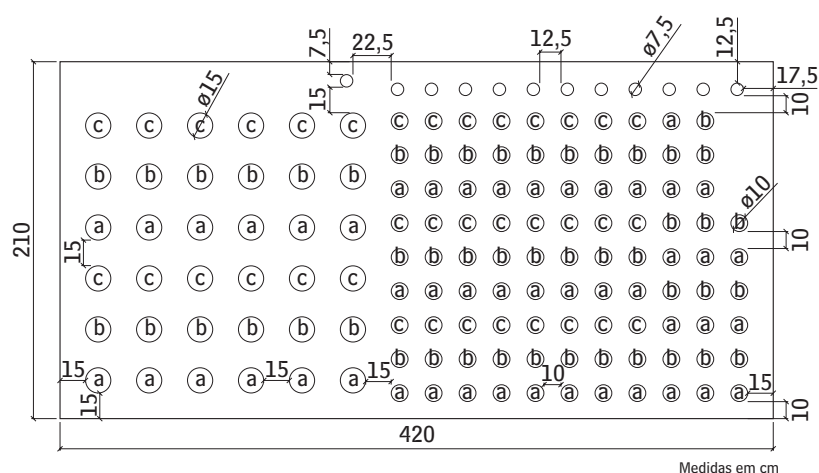 7,5 22,5 12,5 ø7,5 12,5 17,5
ø15 15 10
c c c c c c
c c c c c c c c a b
b b b b b b b b b b
b b b b b b
a a a a a a a a a a
ø10
a a a a a a
c c c c c c c c b b b
15 10
210
b b b b b b b b a a a
c c c c c c
a a a a a a a a b b b
b b b b b b
c c c c c c c c a a a
b b b b b b b b b b b
15 15 15 10 15
a a a a a a
a a a a a a a a a a a
15 10
420
Medidas em cm